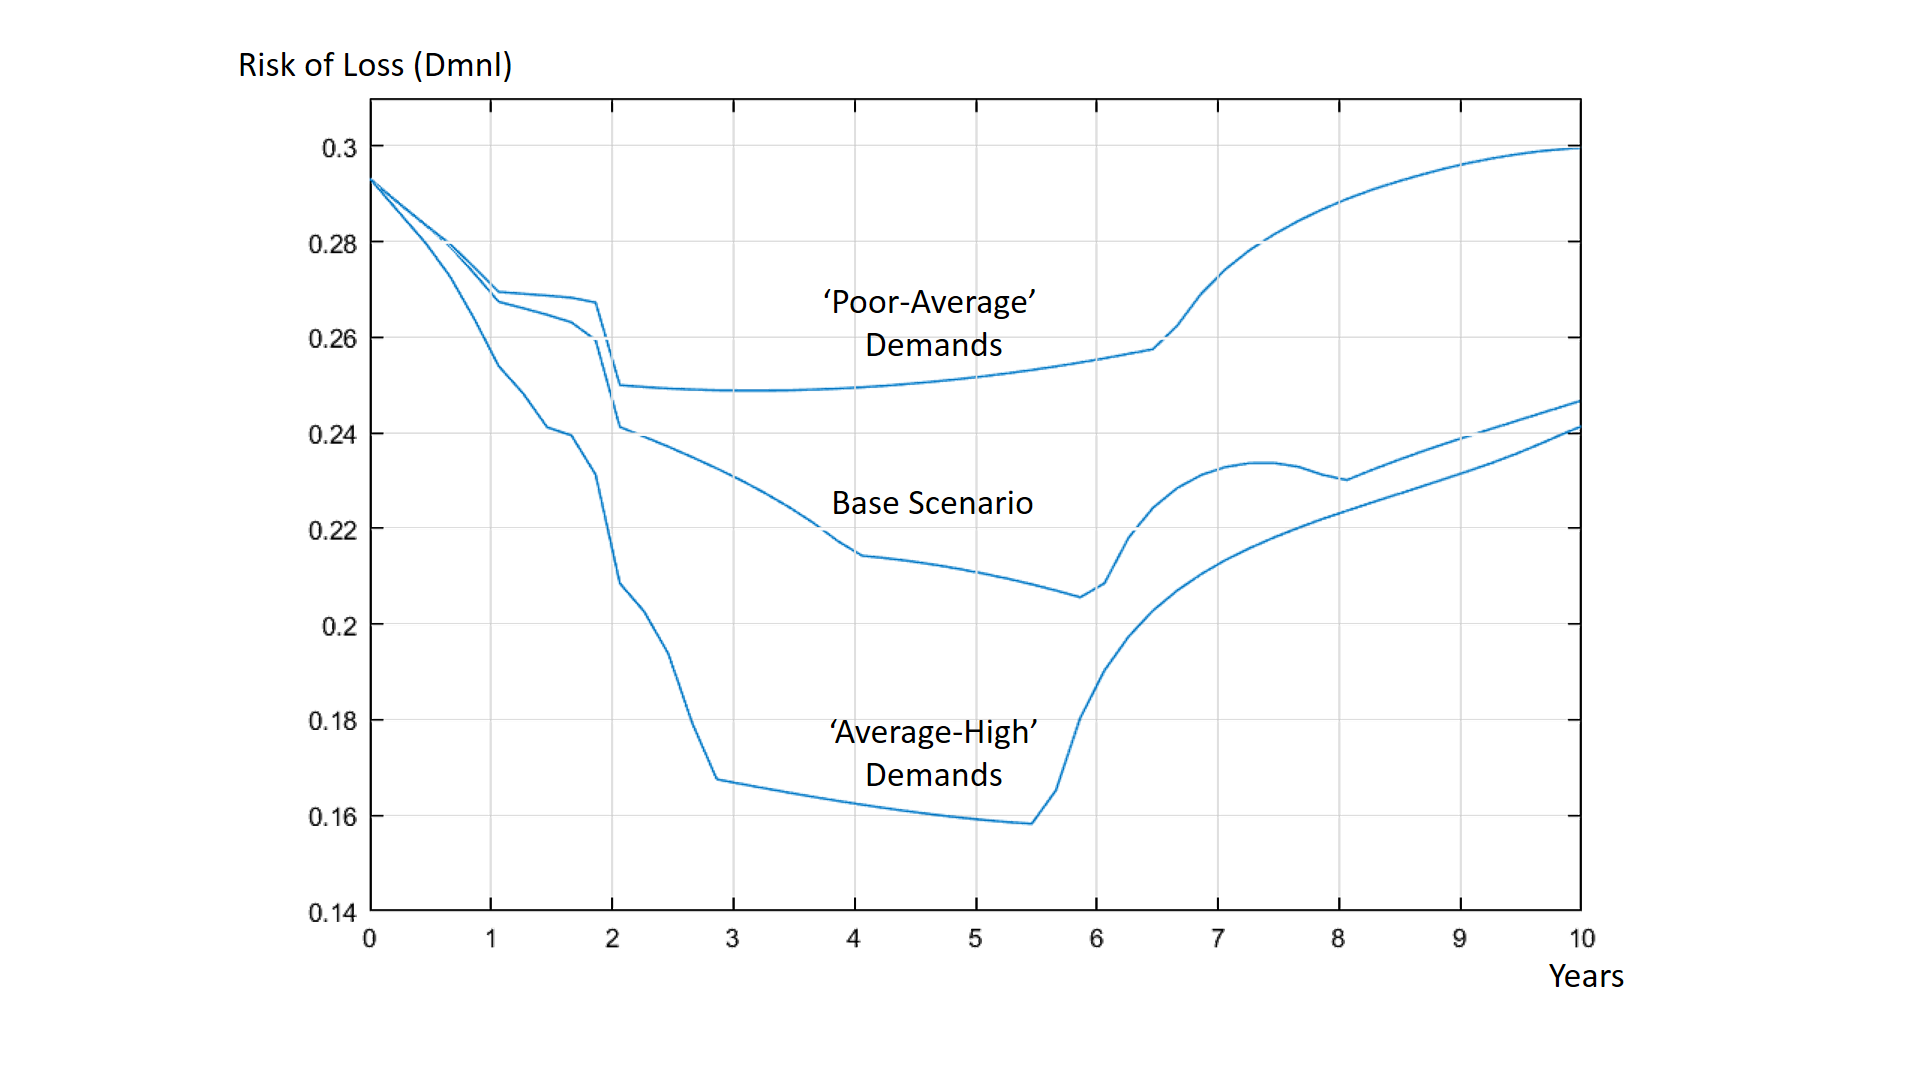 Risk of Loss (Dmnl)
0.3
0.28
0.26
0.24
0.22
0.2
0.18
0.16
0.14
‘Poor-Average’
Demands
Base Scenario
‘Average-High’
Demands
0 1 2 3 4 5 6 7 8 9 10
Years